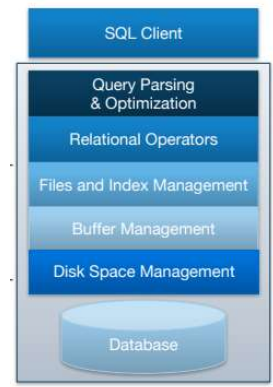 SQL Client
Query Parsing
& Optimization
Relational Operators
Files and Index Management
Buffer Management
Disk Space Management
Database